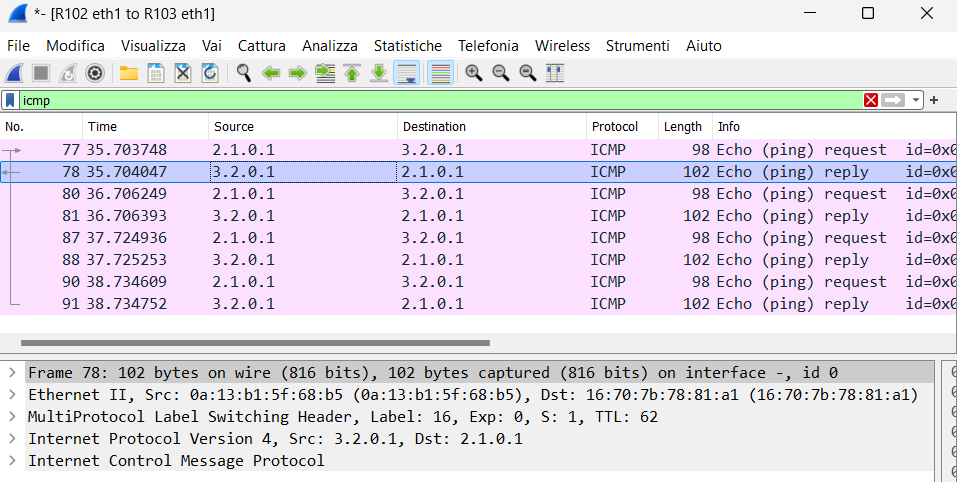 *- [R102 eth1 to R103 eth1]
File Modifica Visualizza Vai Cattura Analizza Statistiche Telefonia Wireless Strumenti Aiuto
icmp
No. Time Source Destination Protocol Length Info
77 35.703748 2.1.0.1 3.2.0.1 ICMP 98 Echo (ping) request id=0x0
78 35.704047 3.2.0.1 2.1.0.1 ICMP 102 Echo (ping) reply id=0x0
80 36.706249 2.1.0.1 3.2.0.1 ICMP 98 Echo (ping) request id=0x0
81 36.706393 3.2.0.1 2.1.0.1 ICMP 102 Echo (ping) reply id=0x0
87 37.724936 2.1.0.1 3.2.0.1 ICMP 98 Echo (ping) request id=0x0
88 37.725253 3.2.0.1 2.1.0.1 ICMP 102 Echo (ping) reply id=0x0
90 38.734609 2.1.0.1 3.2.0.1 ICMP 98 Echo (ping) request id=0x0
91 38.734752 3.2.0.1 2.1.0.1 ICMP 102 Echo (ping) reply id=0x0
Frame 78: 102 bytes on wire (816 bits), 102 bytes captured (816 bits) on interface -, id 0
Ethernet II, Src: 0a:13:b1:5f:68:b5 (0a:13:b1:5f:68:b5), Dst: 16:70:7b:78:81:a1 (16:70:7b:78:81:a1)
MultiProtocol Label Switching Header, Label: 16, Exp: 0, S: 1, TTL: 62
Internet Protocol Version 4, Src: 3.2.0.1, Dst: 2.1.0.1
Internet Control Message Protocol